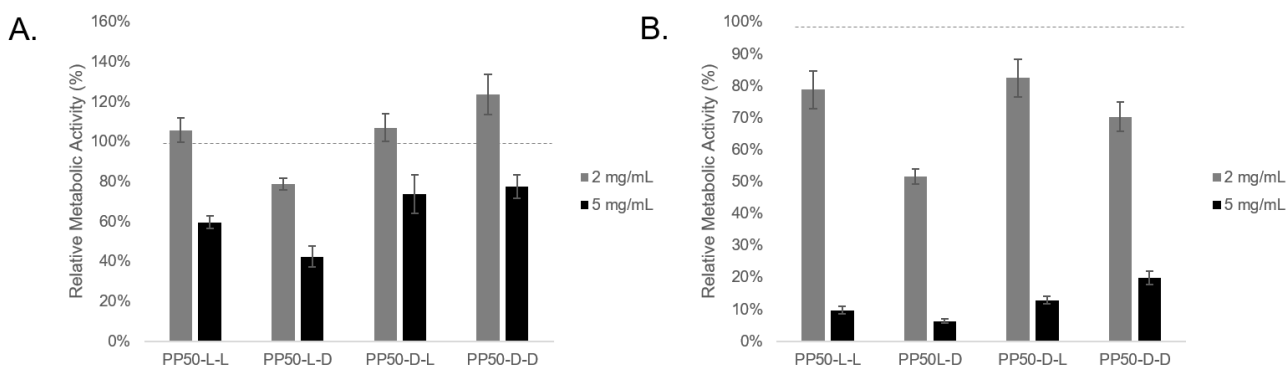 A.
Relative Metabolic Activity (%)
160%
140%
120%
100%
80%
60%
40%
20%
0%
PP50-L-L
PP50-L-D
PP50-D-L
PP50-D-D
2 mg/mL
5 mg/mL
B.
Relative Metabolic Activity (%)
100%
90%
80%
70%
60%
50%
40%
30%
20%
10%
0%
PP50-L-L
PP50L-D
PP50-D-L
PP50-D-D
2 mg/mL
5 mg/mL